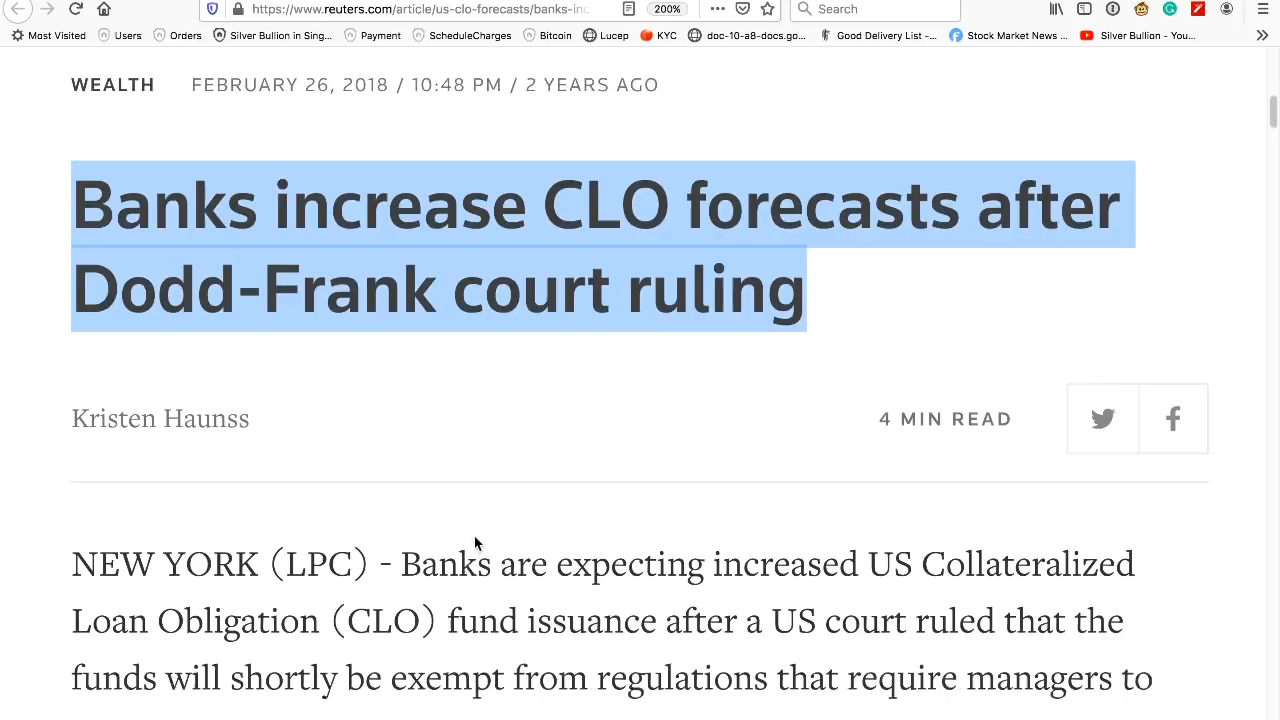 https://www.reuters.com/article/us-clo-forecasts/banks-inc
200%
Search
Most Visited
Users
Orders
Silver Bullion in Sing...
Payment
ScheduleCharges
Bitcoin
Lucep
KYC
doc-10-a8-docs.go...
Good Delivery List -...
Stock Market News ...
Silver Bullion - You...
WEALTH FEBRUARY 26, 2018 / 10:48 PM / 2 YEARS AGO
Banks increase CLO forecasts after
Dodd-Frank court ruling
Kristen Haunss
4 MIN READ
NEW YORK (LPC) - Banks are expecting increased US Collateralized
Loan Obligation (CLO) fund issuance after a US court ruled that the
funds will shortly be exempt from regulations that require managers to